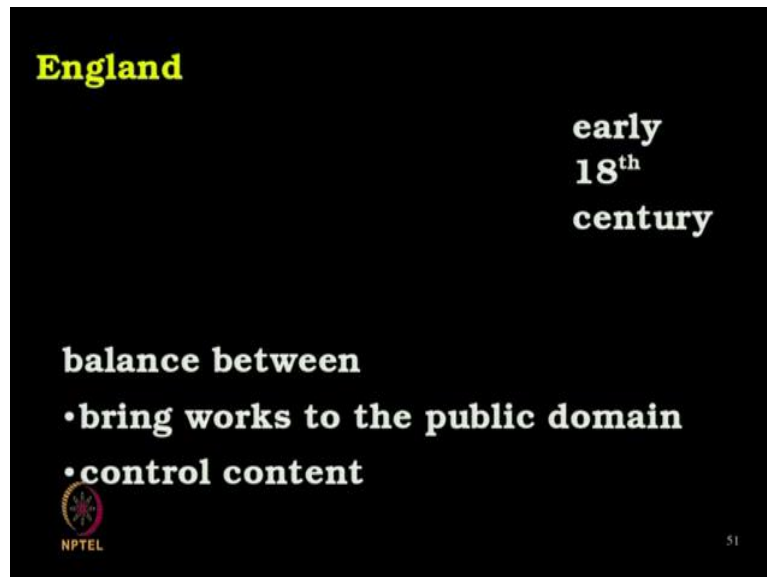 England
early
18th
century
balance between
•bring works to the public domain
•control content
NPTEL
51